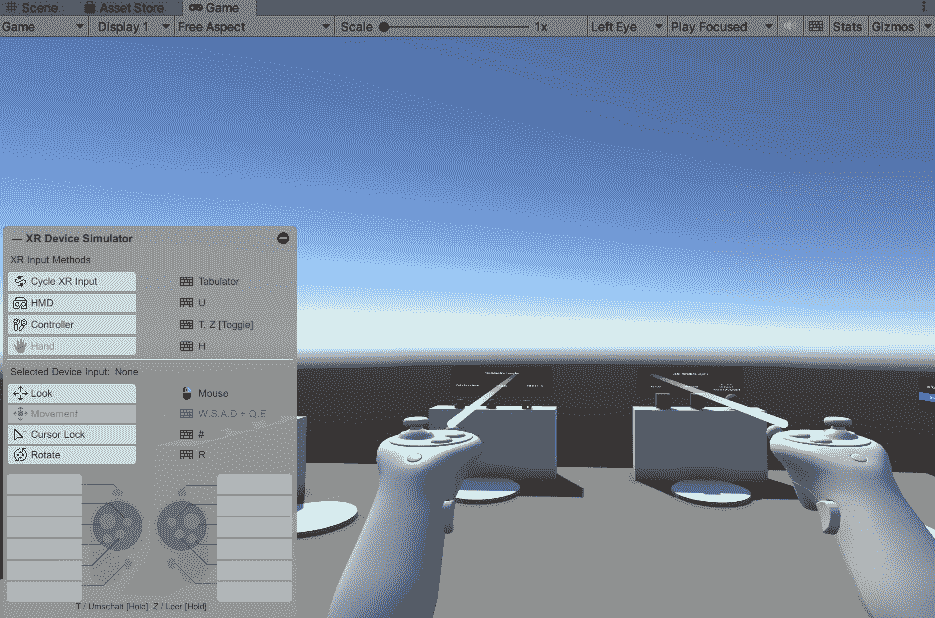 Scene Asset Store Game
Game Display 1 Free Aspect Scale 1x Left Eye Play Focused Stats Gizmos
— XR Device Simulator
XR Input Methods
Cycle XR Input Tabulator
HMD U
Controller T, Z [Toggle]
Hand H
Selected Device Input: None
Look Mouse
Movement W,S,A,D + Q,E
Cursor Lock #
Rotate R
T / Umschalt [Hold] Z / Leer [Hold]